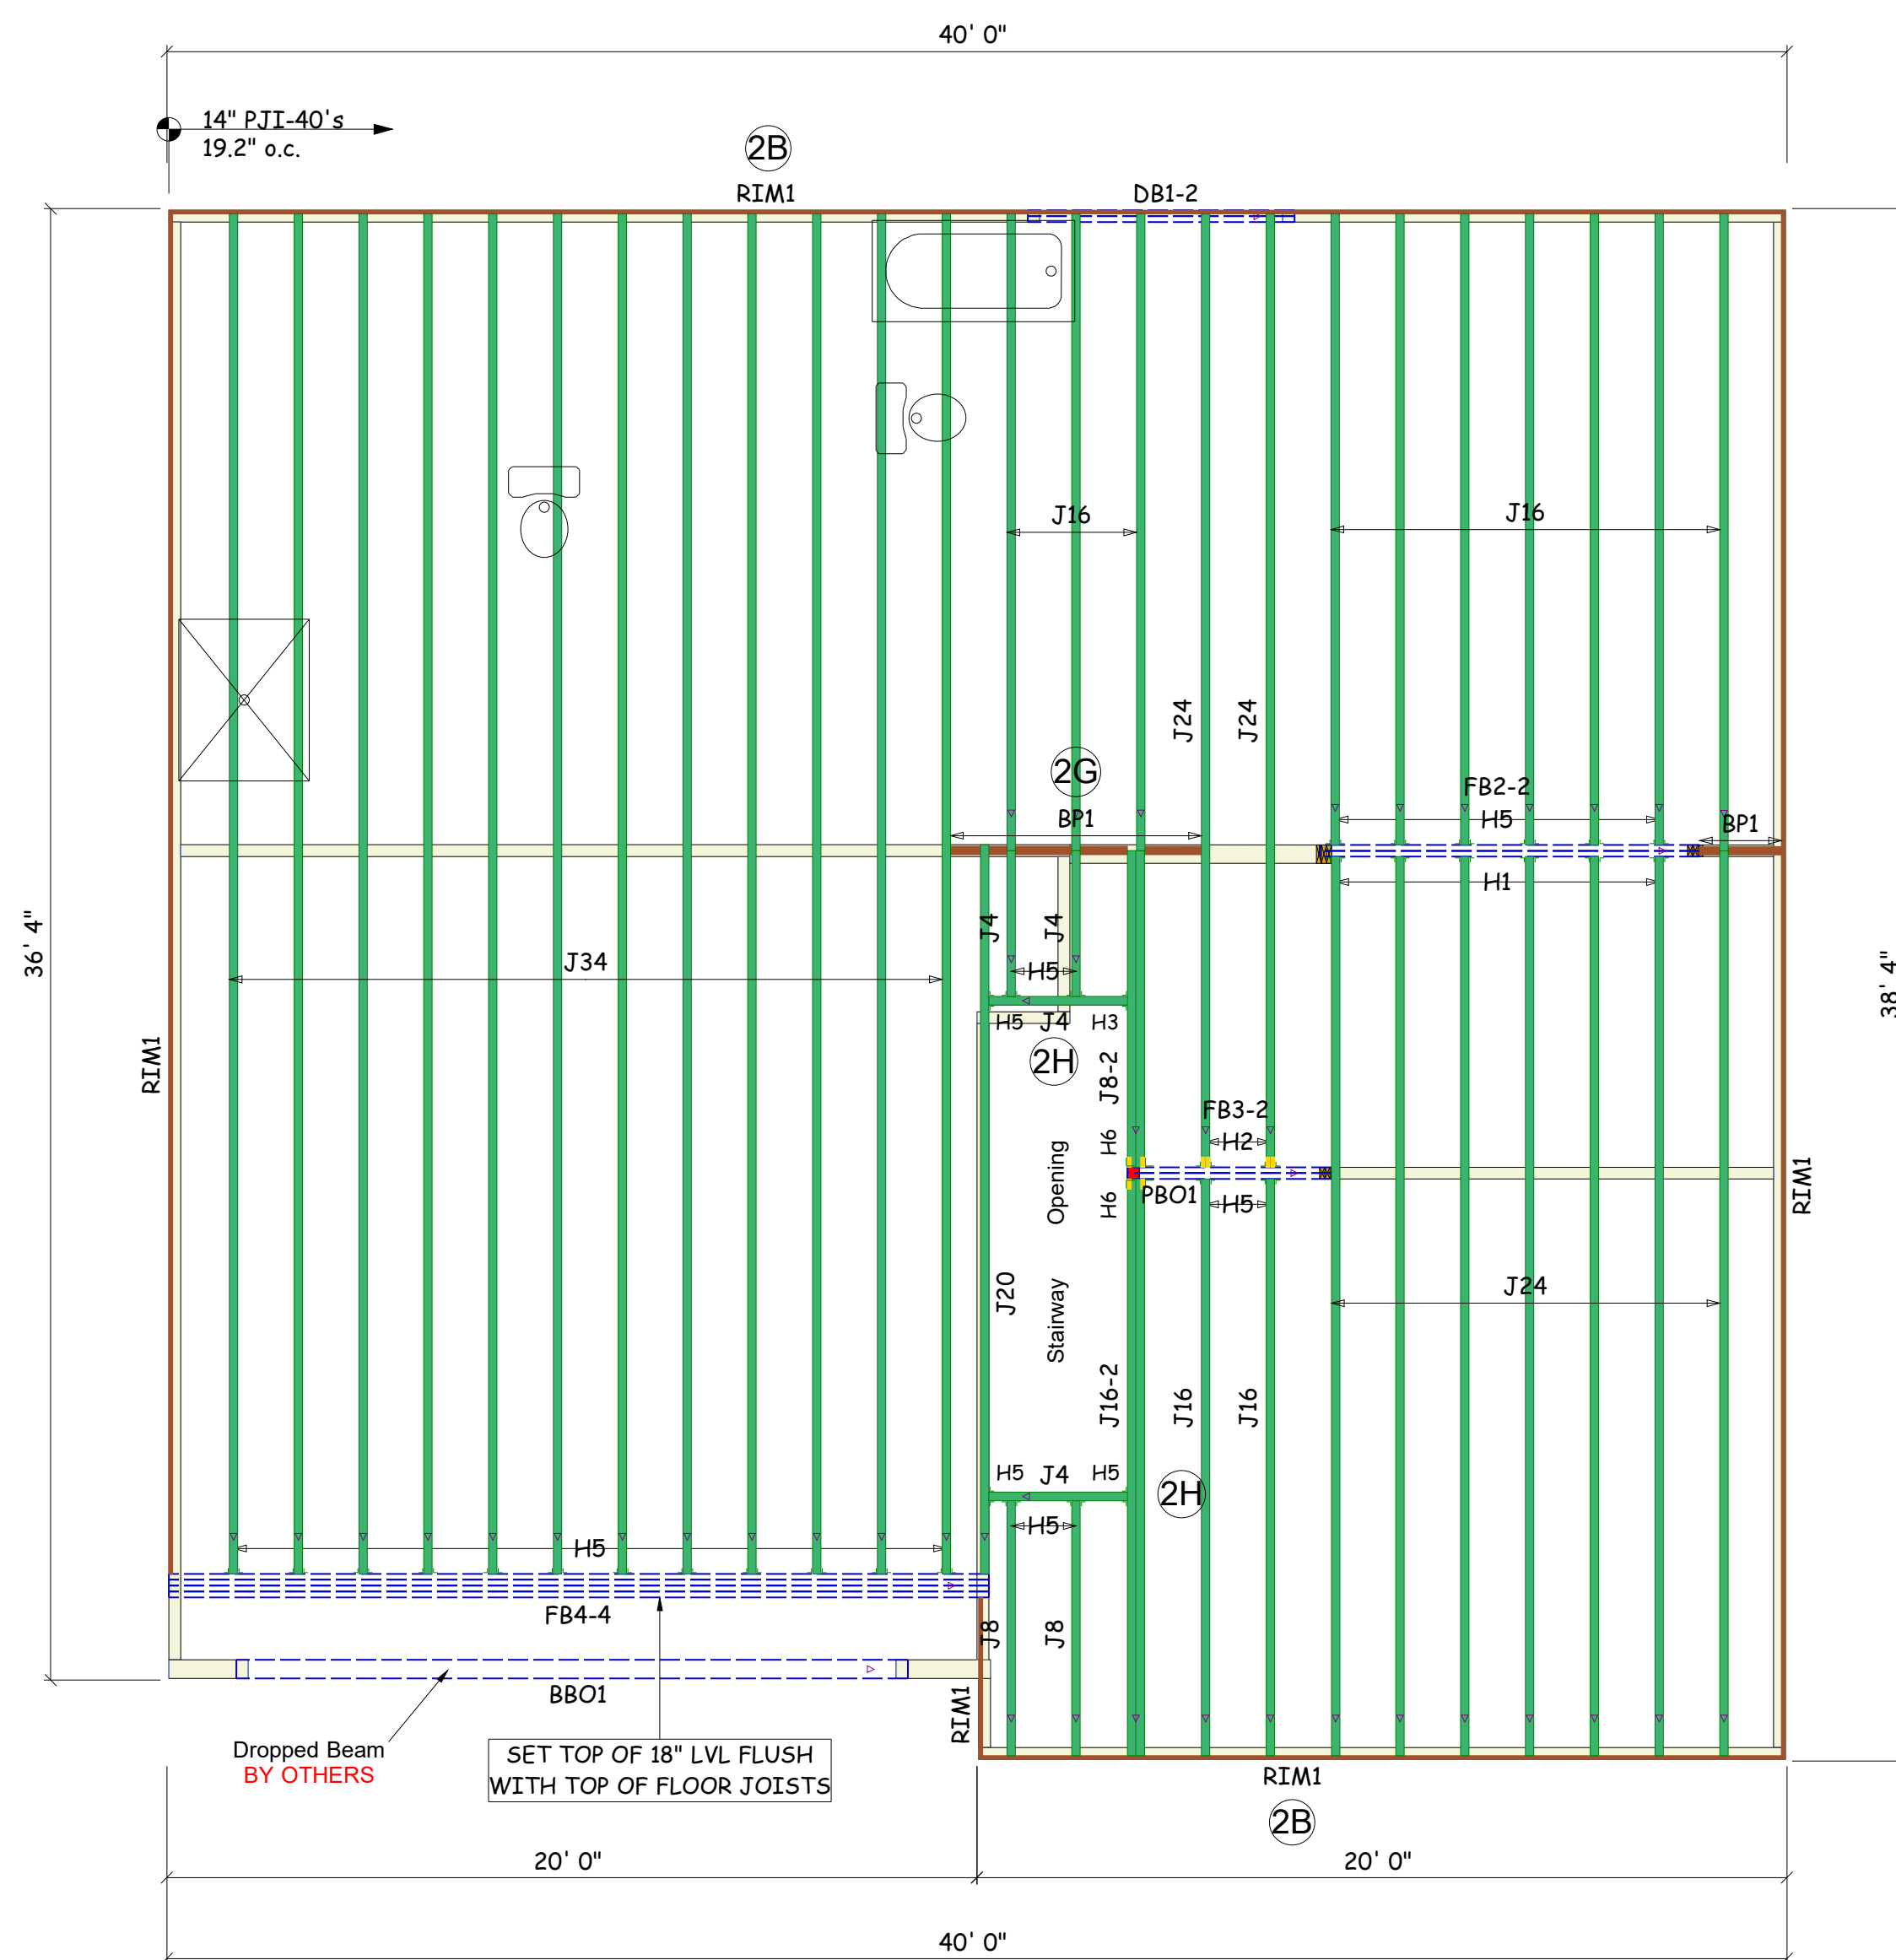 40' 0"
14" PJI-40's
19.2" o.c.
2B
RIM1
DB1-2
J16
J16
J24
J24
2G
BP1
FB2-2
H5
BP1
H1
36' 4"
38' 4"
J34
J4
J4
H5
H5
J4
H3
2H
RIM1
J8-2
FB3-2
H2
H6
PBO1
H6
H5
RIM1
Stairway Opening
J20
J24
J16-2
J16
J16
H5
J4
H5
2H
H5
H5
FB4-4
J8
J8
BBO1
RIM1
Dropped Beam
BY OTHERS
SET TOP OF 18" LVL FLUSH
WITH TOP OF FLOOR JOISTS
RIM1
2B
20' 0"
20' 0"
40' 0"